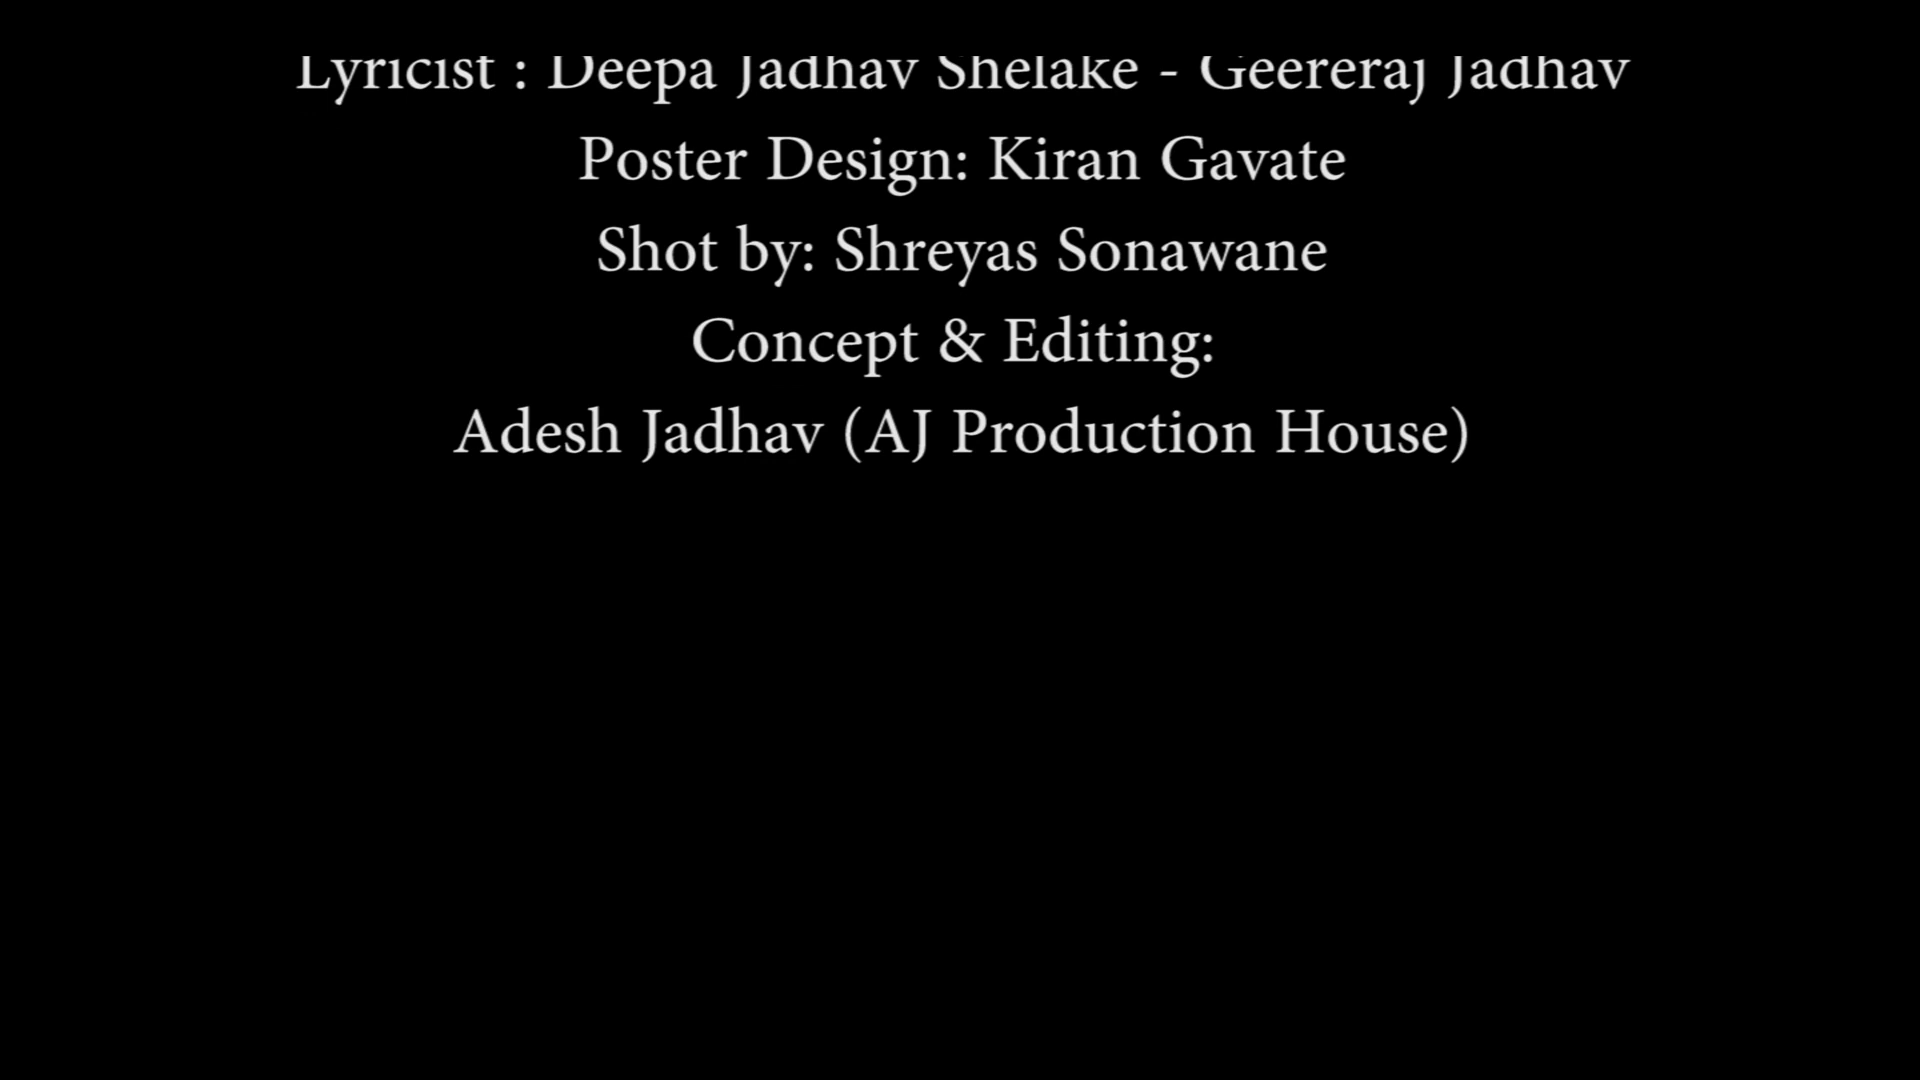 Lyricist : Deepa Jadhav Shelake - Geereraj Jadhav
Poster Design: Kiran Gavate
Shot by: Shreyas Sonawane
Concept & Editing:
Adesh Jadhav (AJ Production House)